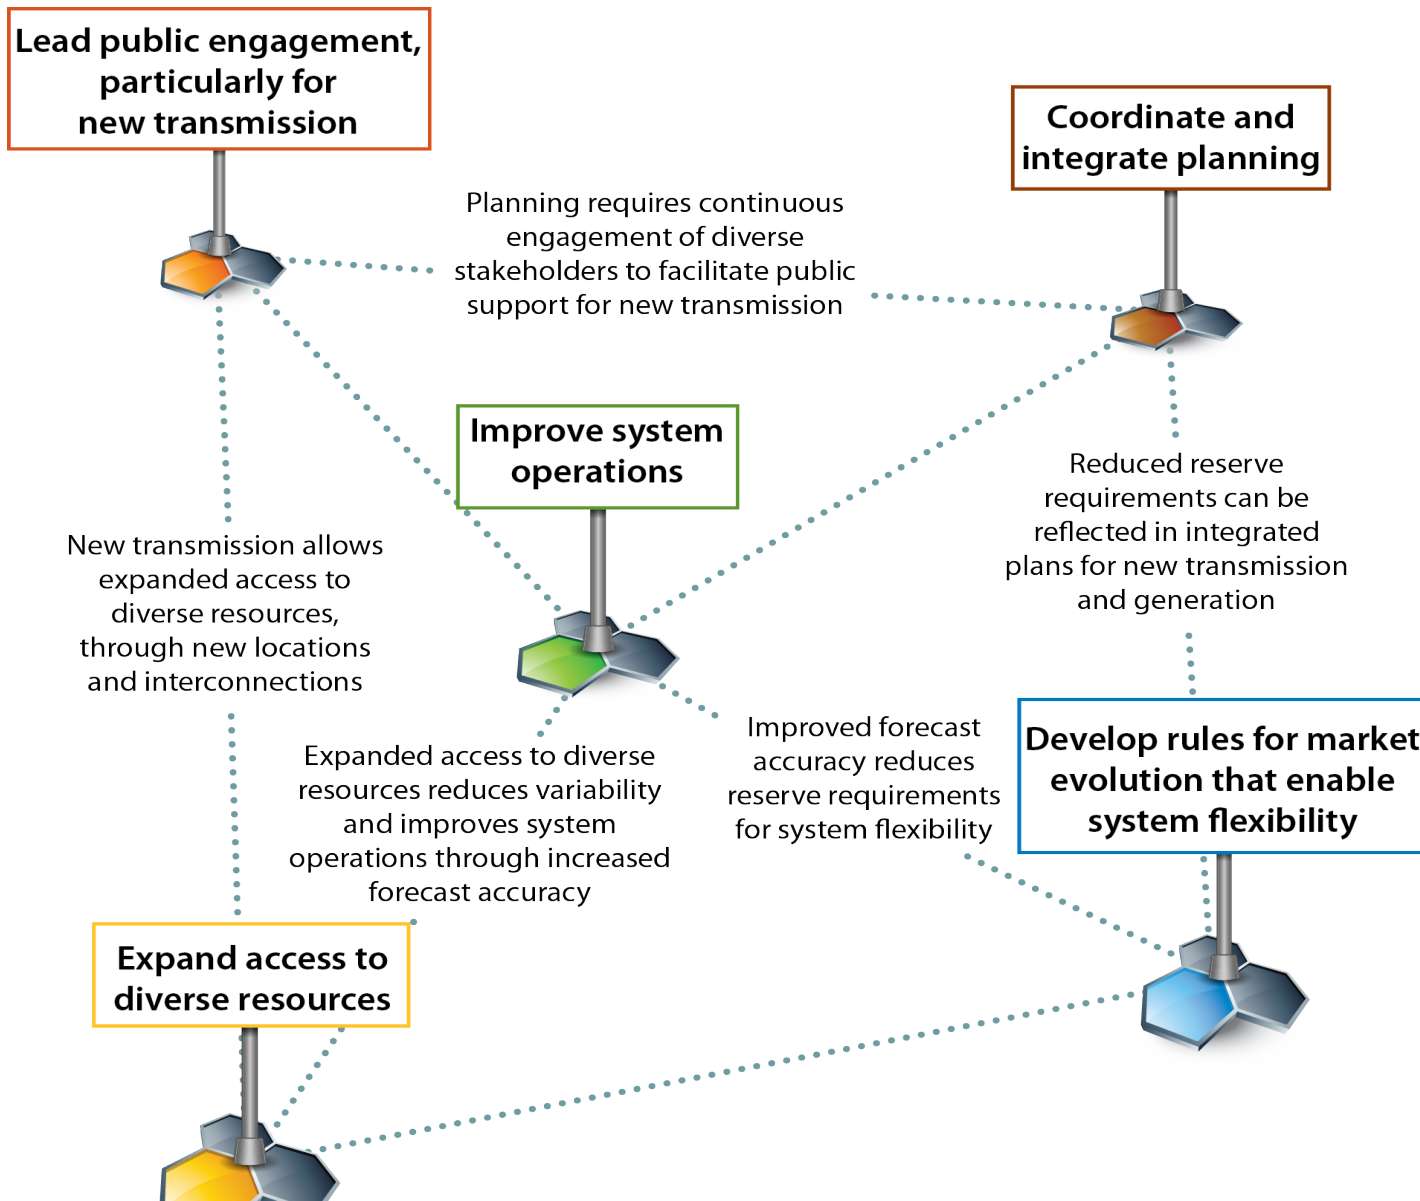 Lead public engagement,
particularly for
new transmission
Coordinate and
integrate planning
Planning requires continuous
engagement of diverse
stakeholders to facilitate public
support for new transmission
Improve system
operations
Reduced reserve
requirements can be
reflected in integrated
plans for new transmission
and generation
New transmission allows
expanded access to
diverse resources,
through new locations
and interconnections
Expanded access to diverse
resources reduces variability
and improves system
operations through increased
forecast accuracy
Improved forecast
accuracy reduces
reserve requirements
for system flexibility
Develop rules for market
evolution that enable
system flexibility
Expand access to
diverse resources